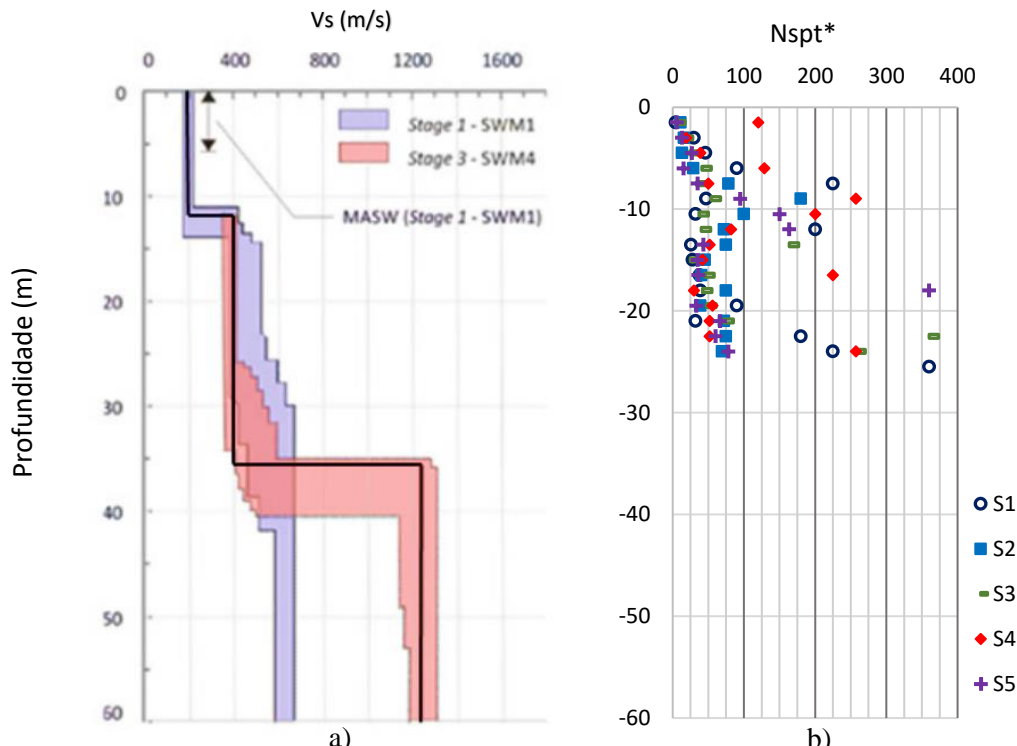 Vs (m/s)
0 400 800 1200 1600
0
10
20
30
40
50
60
Profundidade (m)
Stage 1 - SWM1
Stage 3 - SWM4
MASW (Stage 1 - SWM1)
a)
Nspt*
0 100 200 300 400
0
-10
-20
-30
-40
-50
-60
S1
S2
S3
S4
S5
b)